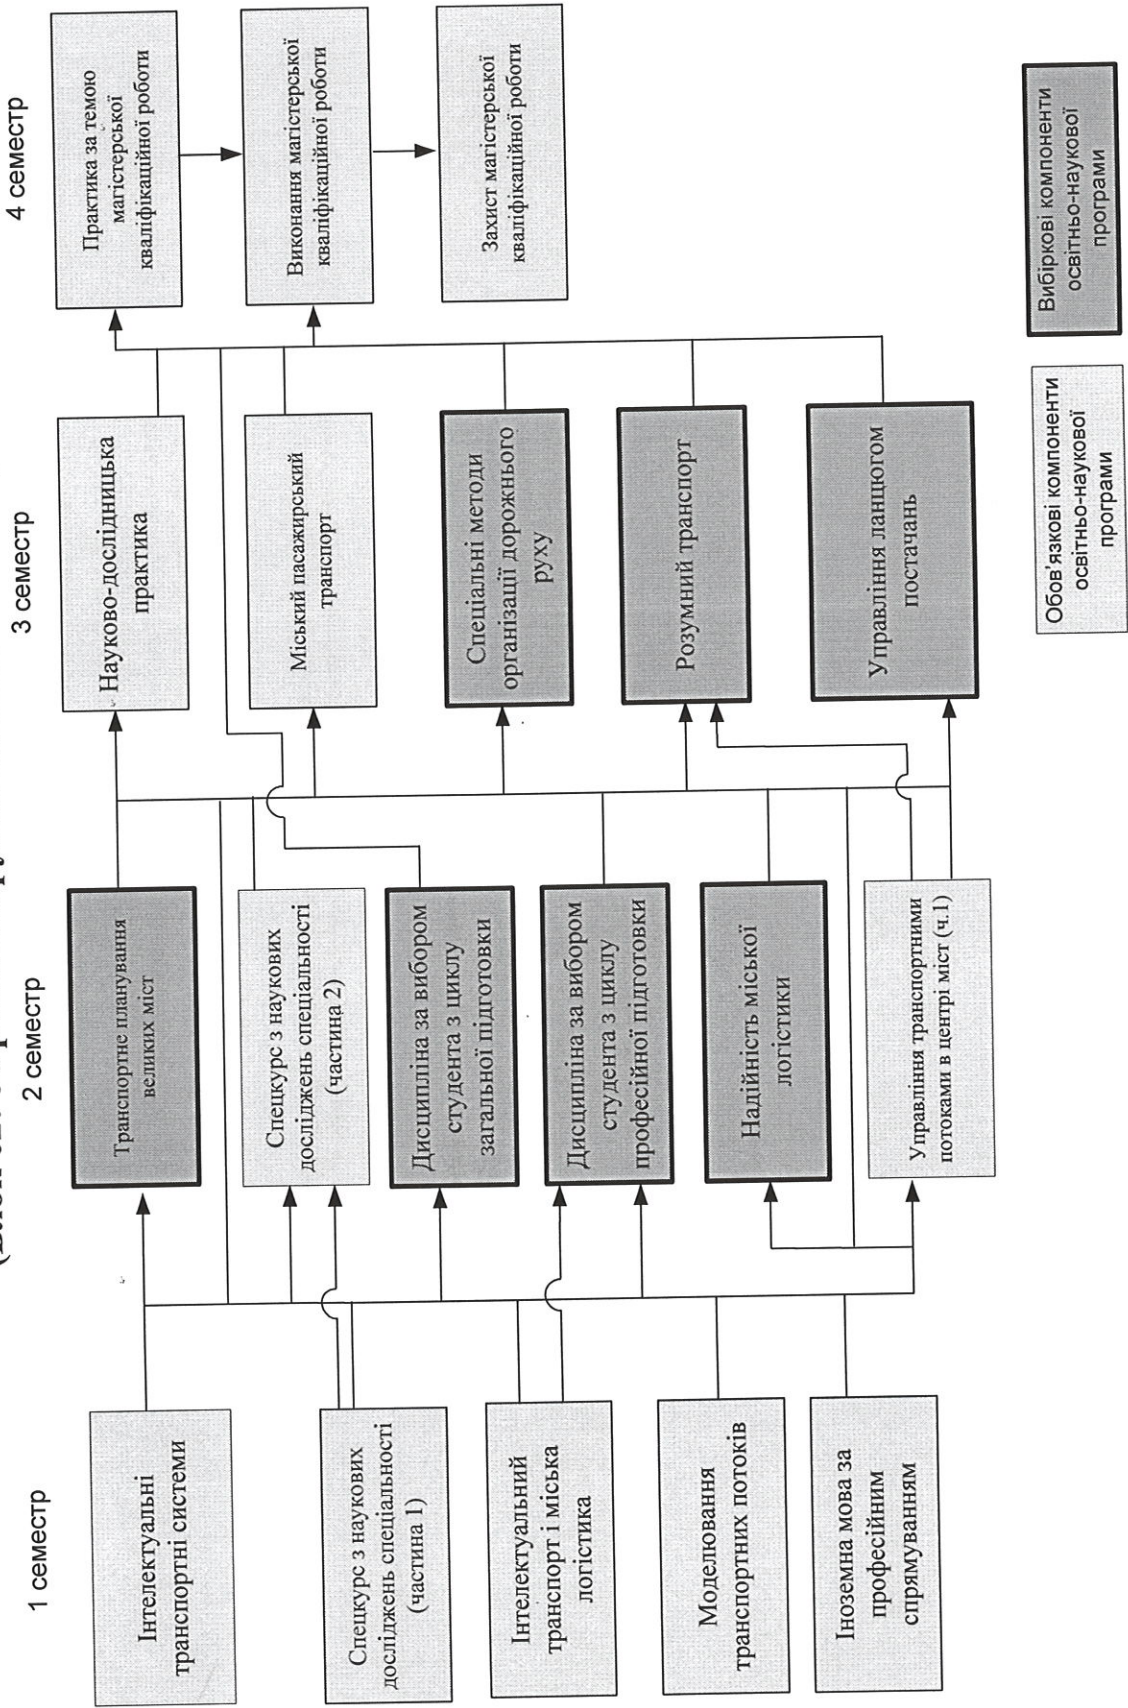 1 семестр
2 семестр
3 семестр
4 семестр
Інтелектуальні
транспортні системи
Спецкурс з наукових
досліджень спеціальності
(частина 1)
Інтелектуальний
транспорт і міська
логістика
Моделювання
транспортних потоків
Іноземна мова за
професійним
спрямуванням
Транспортне планування
великих міст
Спецкурс з наукових
досліджень спеціальності
(частина 2)
Дисципліна за вибором
студента з циклу
загальної підготовки
Дисципліна за вибором
студента з циклу
професійної підготовки
Надійність міської
логістики
Управління транспортними
потоками в центрі міст (ч.1)
Науково-дослідницька
практика
Міський пасажирський
транспорт
Спеціальні методи
організації дорожнього
руху
Розумний транспорт
Управління ланцюгом
постачань
Практика за темою
магістерської
кваліфікаційної роботи
Виконання магістерської
кваліфікаційної роботи
Захист магістерської
кваліфікаційної роботи
Обов'язкові компоненти
освітньо-наукової
програми
Вибіркові компоненти
освітньо-наукової
програми